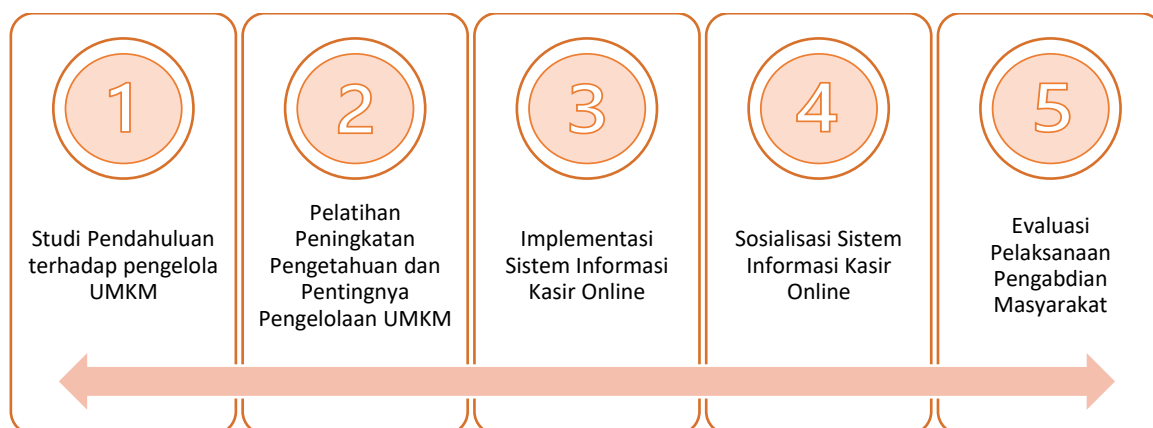 1
Studi Pendahuluan
terhadap pengelola
UMKM
2
Pelatihan
Peningkatan
Pengetahuan dan
Pentingnya
Pengelolaan UMKM
3
Implementasi
Sistem Informasi
Kasir Online
4
Sosialisasi Sistem
Informasi Kasir
Online
5
Evaluasi
Pelaksanaan
Pengabdian
Masyarakat